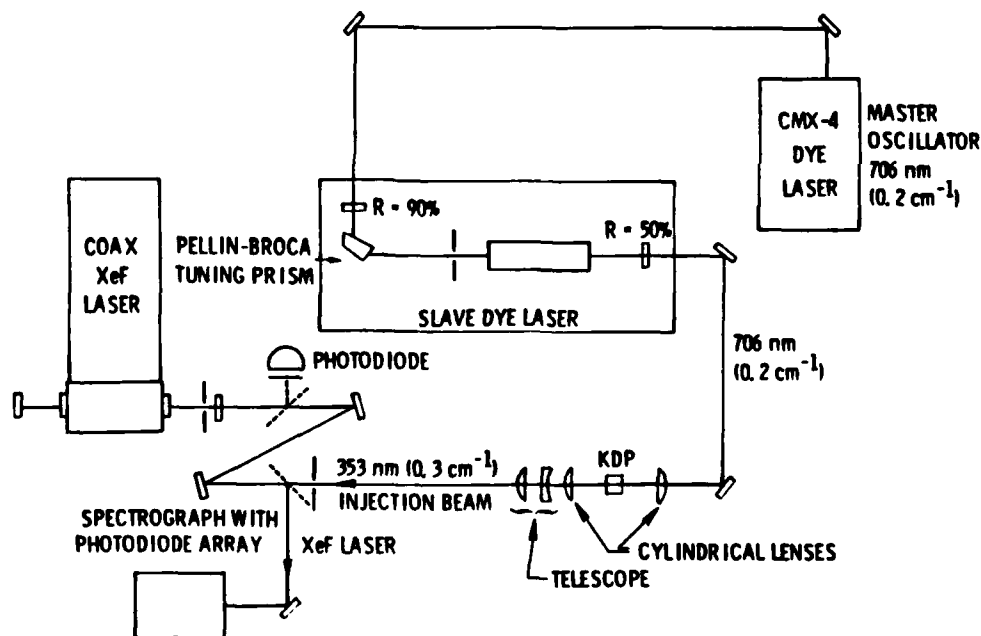 CMX-4
DYE
LASER
MASTER
OSCILLATOR
706 nm
(0.2 cm⁻¹)
R = 90%
PELLIN-BROCA
TUNING PRISM
R = 50%
SLAVE DYE LASER
COAX
XeF
LASER
PHOTODIODE
706 nm
(0.2 cm⁻¹)
353 nm (0.3 cm⁻¹)
INJECTION BEAM
KDP
SPECTROGRAPH WITH
PHOTODIODE ARRAY
XeF LASER
CYLINDRICAL LENSES
TELESCOPE